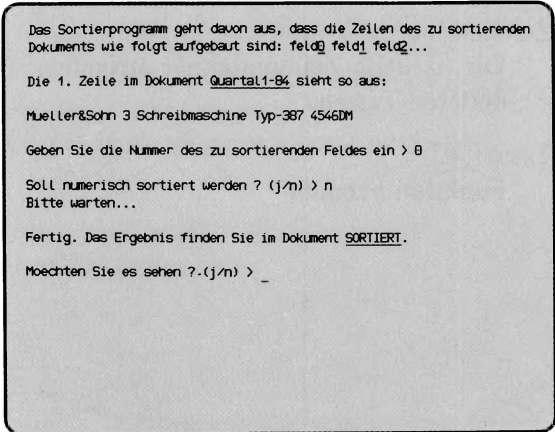 Das Sortierprogramm geht davon aus, dass die Zeilen des zu sortierenden
Dokuments wie folgt aufgebaut sind: feld0 feld1 feld2...
Die 1. Zeile im Dokument Quartal1-84 sieht so aus:
Mueller&Sohn 3 Schreibmaschine Typ-387 4546DM
Geben Sie die Nummer des zu sortierenden Feldes ein > 0
Soll numerisch sortiert werden ? (j/n) > n
Bitte warten...
Fertig. Das Ergebnis finden Sie im Dokument SORTIERT.
Moechten Sie es sehen ?.(j/n) > _